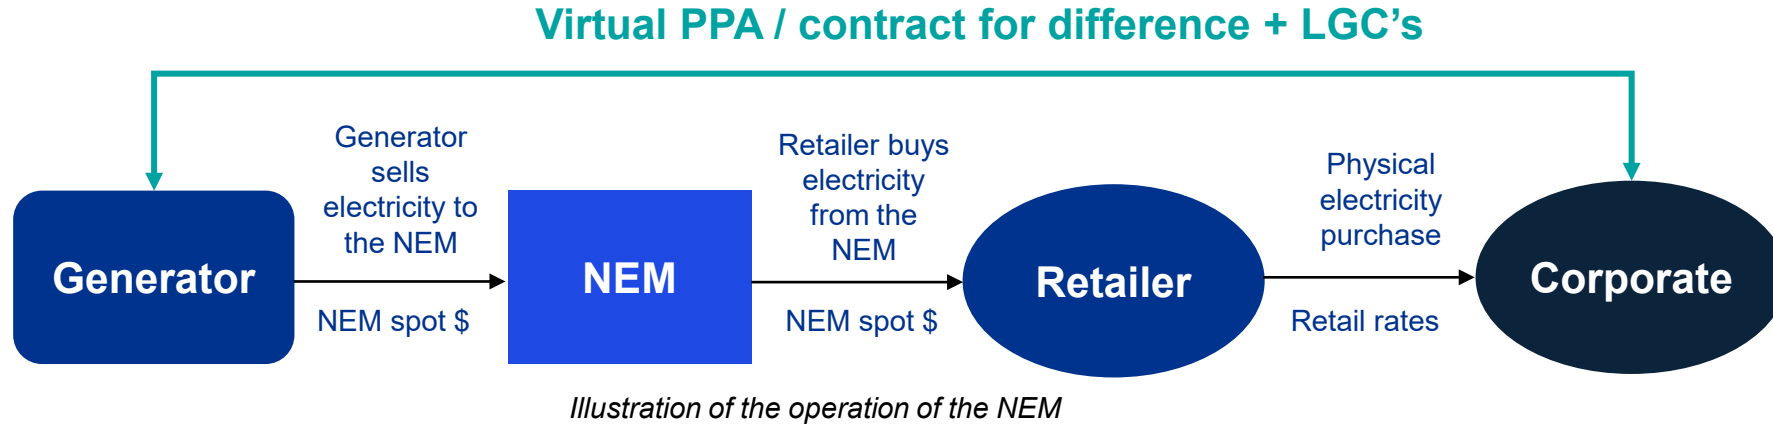 Virtual PPA / contract for difference + LGC's
Generator
sells
electricity to
the NEM
Retailer buys
electricity
from the
NEM
Physical
electricity
purchase
Generator
NEM
Retailer
Corporate
NEM spot $
NEM spot $
Retail rates
Illustration of the operation of the NEM